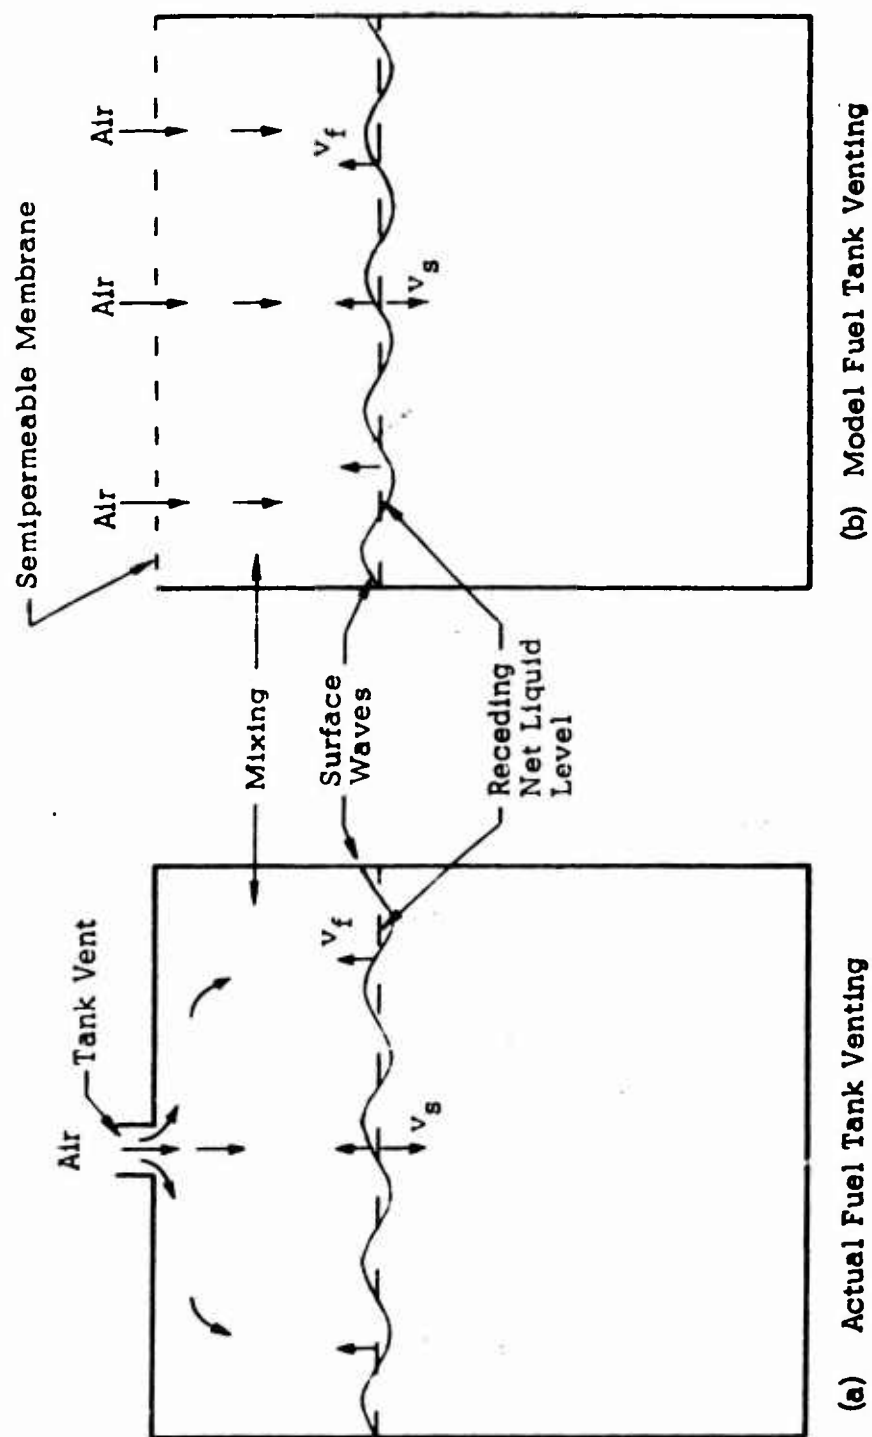 Air
Tank Vent
v_f
v_s
(a) Actual Fuel Tank Venting
Mixing
Surface
Waves
Receding
Net Liquid
Level
Semipermeable Membrane
Air
Air
Air
v_f
v_s
(b) Model Fuel Tank Venting